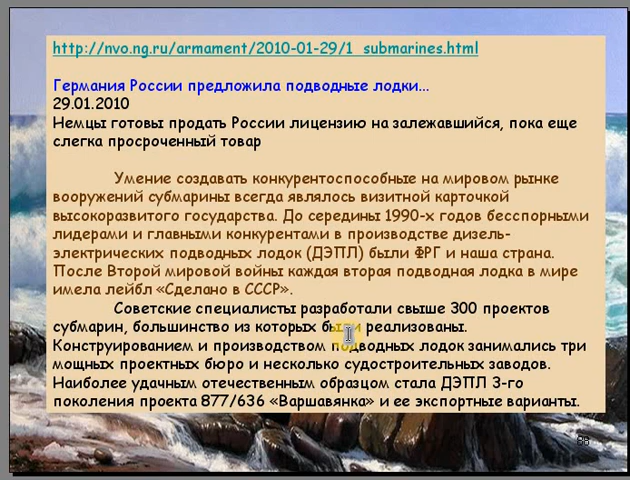 http://nvo.ng.ru/armament/2010-01-29/1_submarines.html
Германия России предложила подводные лодки...
29.01.2010
Немцы готовы продать России лицензию на залежавшийся, пока еще
слегка просроченный товар
Умение создавать конкурентоспособные на мировом рынке
вооружений субмарины всегда являлось визитной карточкой
высокоразвитого государства. До середины 1990-х годов бесспорными
лидерами и главными конкурентами в производстве дизель-
электрических подводных лодок (ДЭПЛ) были ФРГ и наша страна.
После Второй мировой войны каждая вторая подводная лодка в мире
имела лейбл «Сделано в СССР».
Советские специалисты разработали свыше 300 проектов
субмарин, большинство из которых были реализованы.
Конструированием и производством подводных лодок занимались три
мощных проектных бюро и несколько судостроительных заводов.
Наиболее удачным отечественным образцом стала ДЭПЛ 3-го
поколения проекта 877/636 «Варшавянка» и ее экспортные варианты.
88